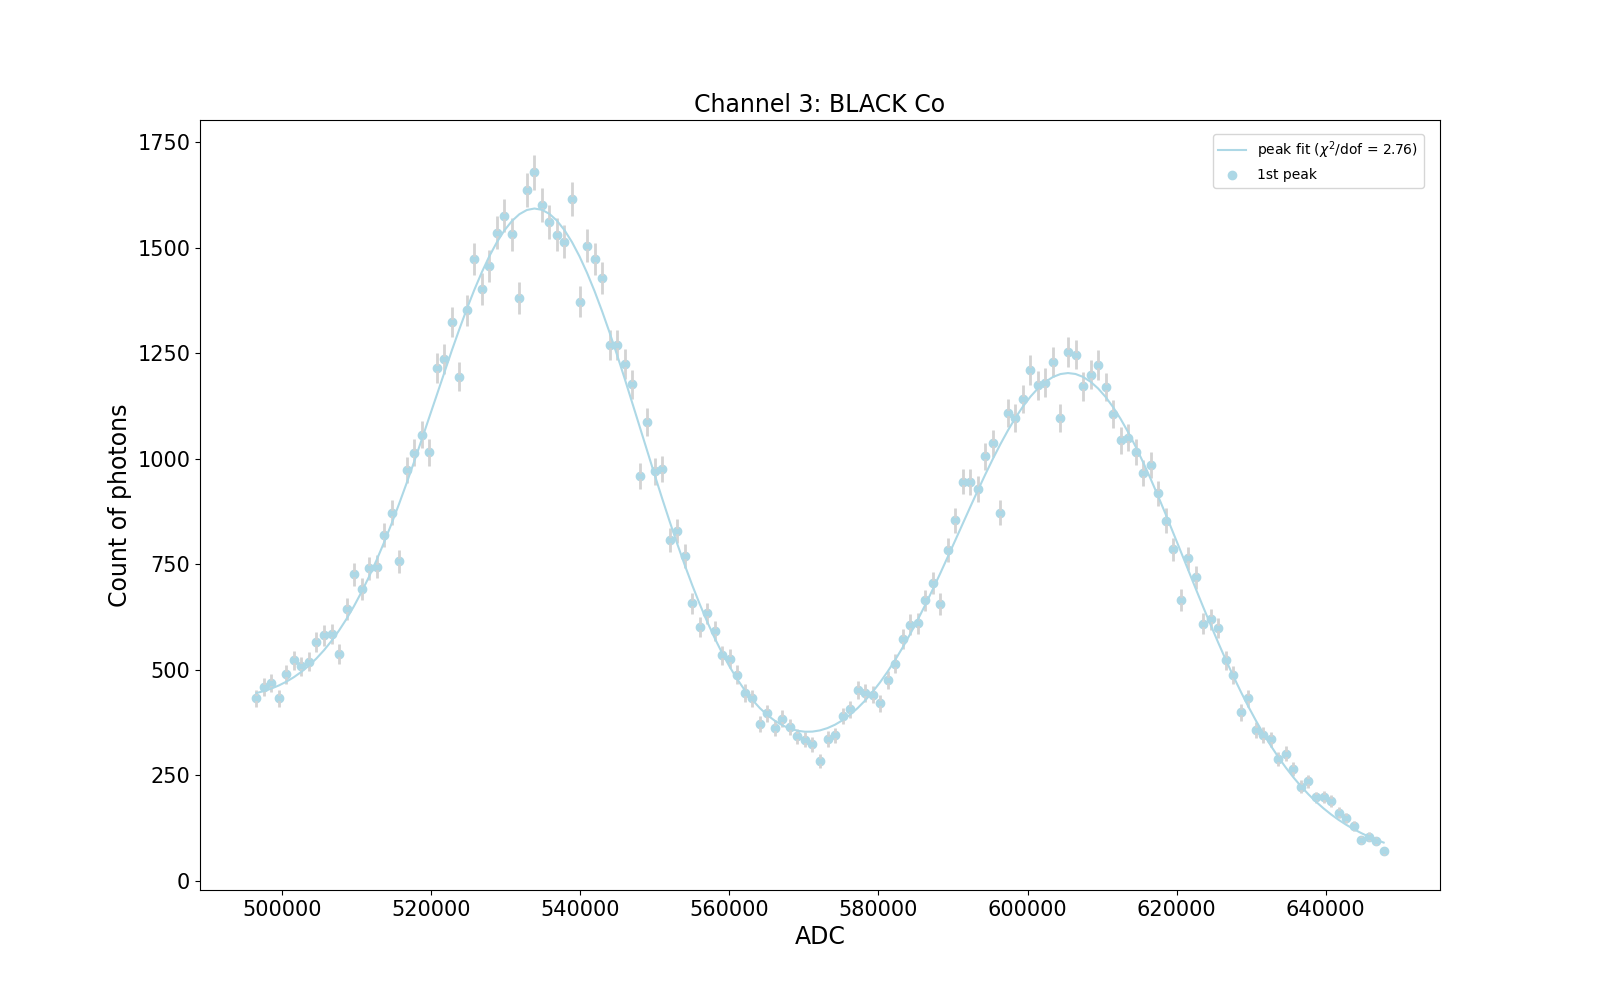 Channel 3: BLACK Co
peak fit (χ²/dof = 2.76)
1st peak
Count of photons
1750
1500
1250
1000
750
500
250
0
500000 520000 540000 560000 580000 600000 620000 640000
ADC